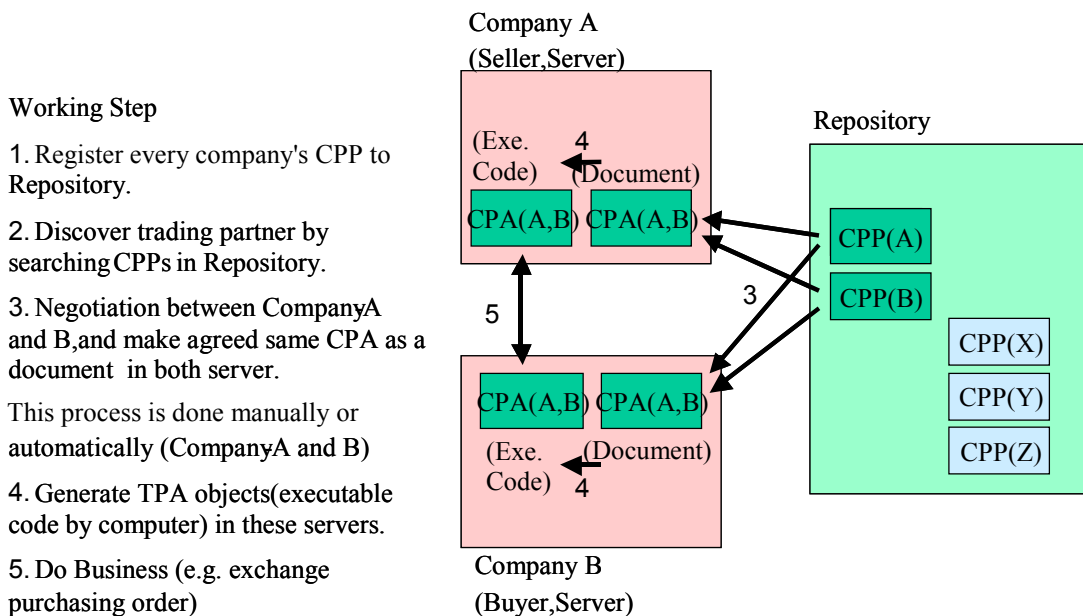 Working Step
1. Register every company's CPP to
Repository.
2. Discover trading partner by
searching CPPs in Repository.
3. Negotiation between Company-A
and B,and make agreed same CPA as a
document in both server.
This process is done manually or
automatically (Company-A and B)
4. Generate TPA objects(executable
code by computer) in these servers.
5. Do Business (e.g. exchange
purchasing order)
Company A
(Seller,Server)
(Exe.
Code)
4
(Document)
CPA(A,B)
CPA(A,B)
5
3
CPA(A,B)
CPA(A,B)
(Exe.
Code)
(Document)
4
Company B
(Buyer,Server)
Repository
CPP(A)
CPP(B)
CPP(X)
CPP(Y)
CPP(Z)